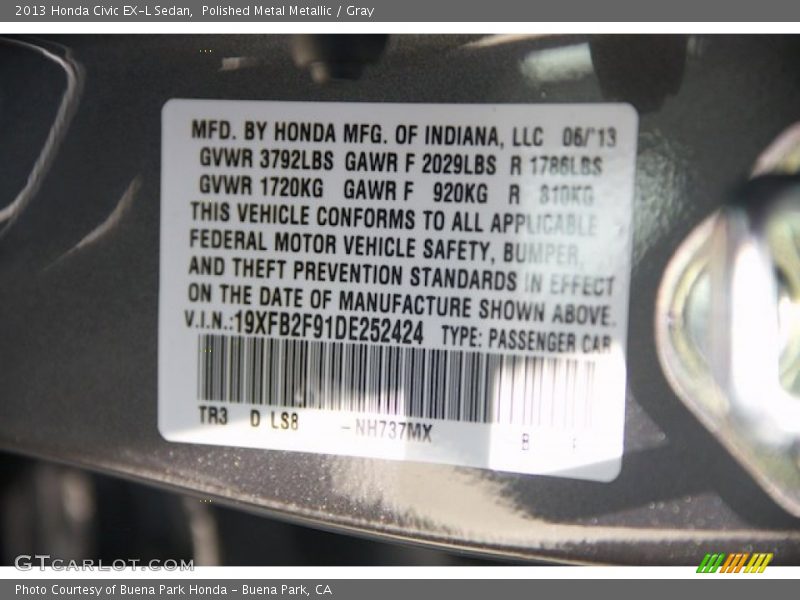 2013 Honda Civic EX-L Sedan,  Polished Metal Metallic / Gray
MFD. BY HONDA MFG. OF INDIANA, LLC 06/'13
GVWR 3792LBS GAWR F 2029LBS R 1786LBS
GVWR 1720KG GAWR F 920KG R 810KG
THIS VEHICLE CONFORMS TO ALL APPLICABLE
FEDERAL MOTOR VEHICLE SAFETY, BUMPER,
AND THEFT PREVENTION STANDARDS IN EFFECT
ON THE DATE OF MANUFACTURE SHOWN ABOVE.
V.I.N.:19XFB2F91DE252424 TYPE: PASSENGER CAR
TR3 D LS8 -NH737MX B
GTCARLOT.COM
Photo Courtesy of Buena Park Honda - Buena Park, CA